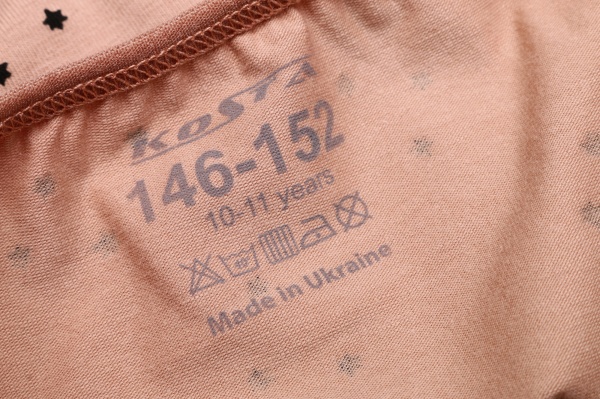 KOSTA
146-152
10-11 years
Made in Ukraine